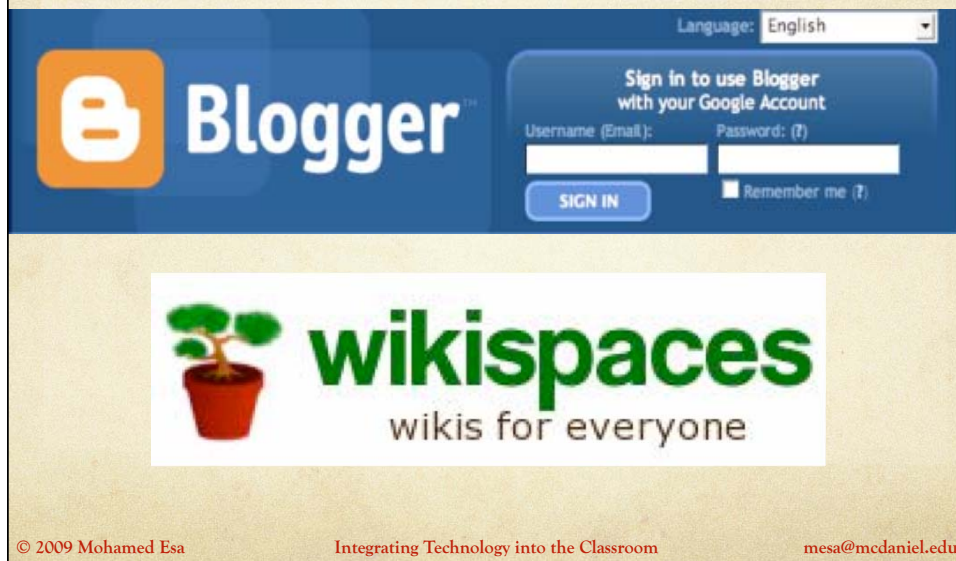 Language: English
Blogger™
Sign in to use Blogger
with your Google Account
Username (Email): Password: (?)
Remember me (?)
SIGN IN
wikispaces
wikis for everyone
© 2009 Mohamed Esa Integrating Technology into the Classroom mesa@mcdaniel.edu